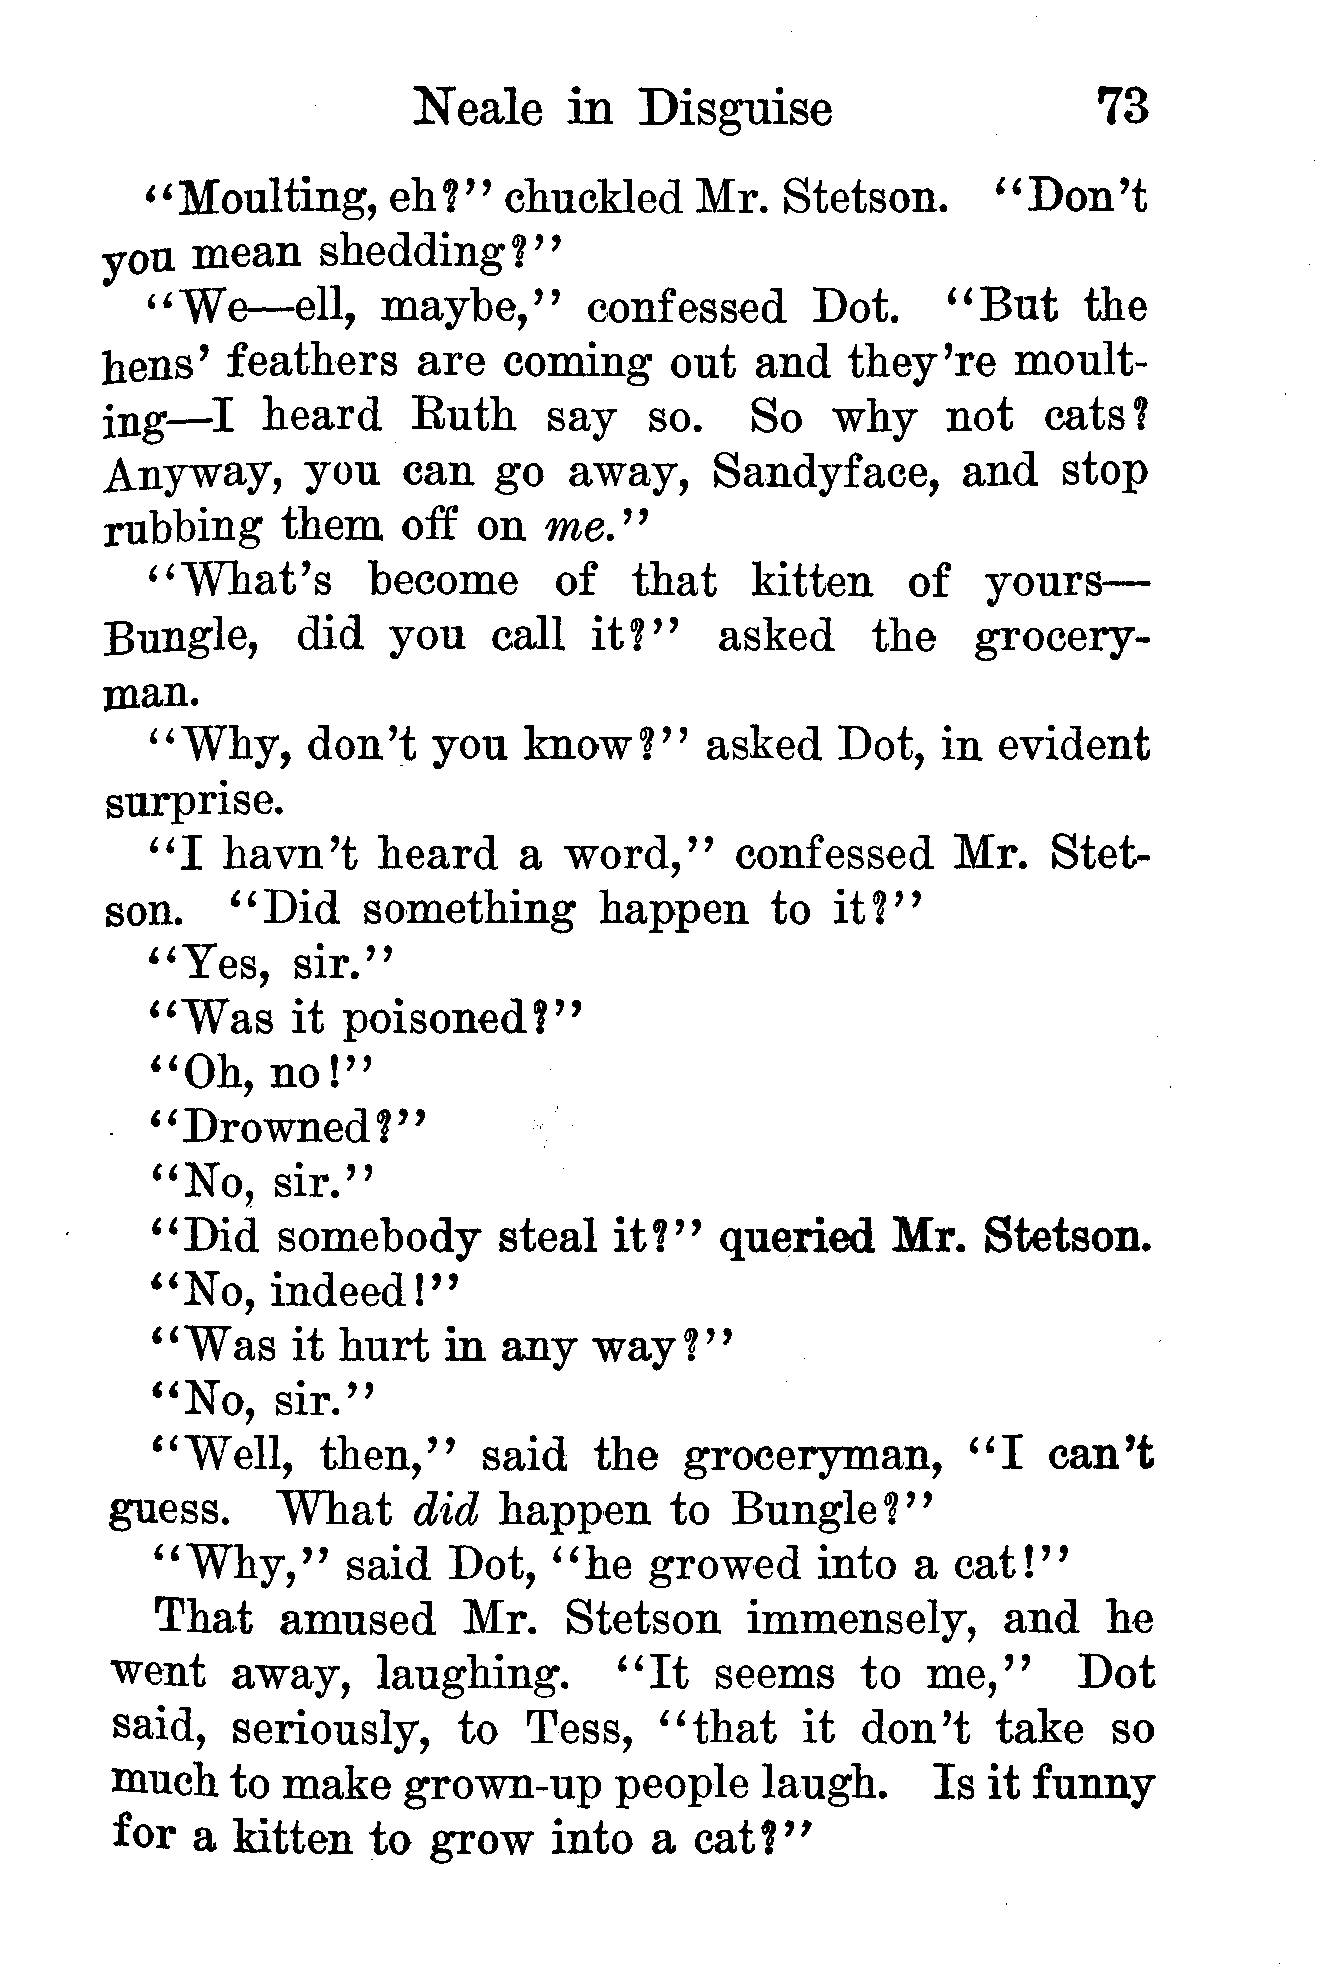 Neale in Disguise 73
"Moulting, eh?" chuckled Mr. Stetson. "Don't
you mean shedding?"
"We—ell, maybe," confessed Dot. "But the
hens' feathers are coming out and they're moult-
ing—I heard Ruth say so. So why not cats?
Anyway, you can go away, Sandyface, and stop
rubbing them off on me."
"What's become of that kitten of yours—
Bungle, did you call it?" asked the grocery-
man.
"Why, don't you know?" asked Dot, in evident
surprise.
"I havn't heard a word," confessed Mr. Stet-
son. "Did something happen to it?"
"Yes, sir."
"Was it poisoned?"
"Oh, no!"
"Drowned?"
"No, sir."
"Did somebody steal it?" queried Mr. Stetson.
"No, indeed!"
"Was it hurt in any way?"
"No, sir."
"Well, then," said the groceryman, "I can't
guess. What did happen to Bungle?"
"Why," said Dot, "he growed into a cat!"
That amused Mr. Stetson immensely, and he
went away, laughing. "It seems to me," Dot
said, seriously, to Tess, "that it don't take so
much to make grown-up people laugh. Is it funny
for a kitten to grow into a cat?"